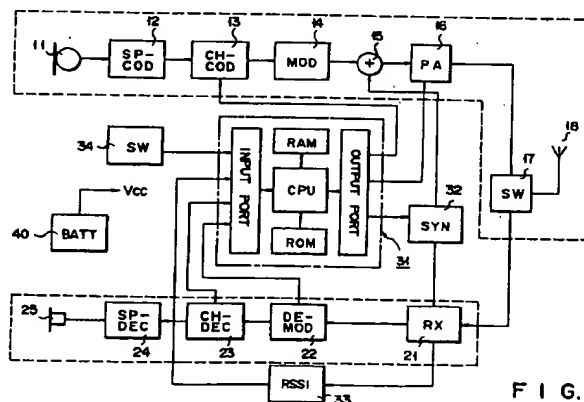 12 13 14 15 16
11 SP-COD CH-COD MOD + PA
18
34 SW INPUT PORT RAM CPU ROM OUTPUT PORT 32 SYN 17 SW
Vcc
40 BATT
31
25 SP-DEC CH-DEC DE-MOD RX
24 23 22 21
RSSI
33
FIG.